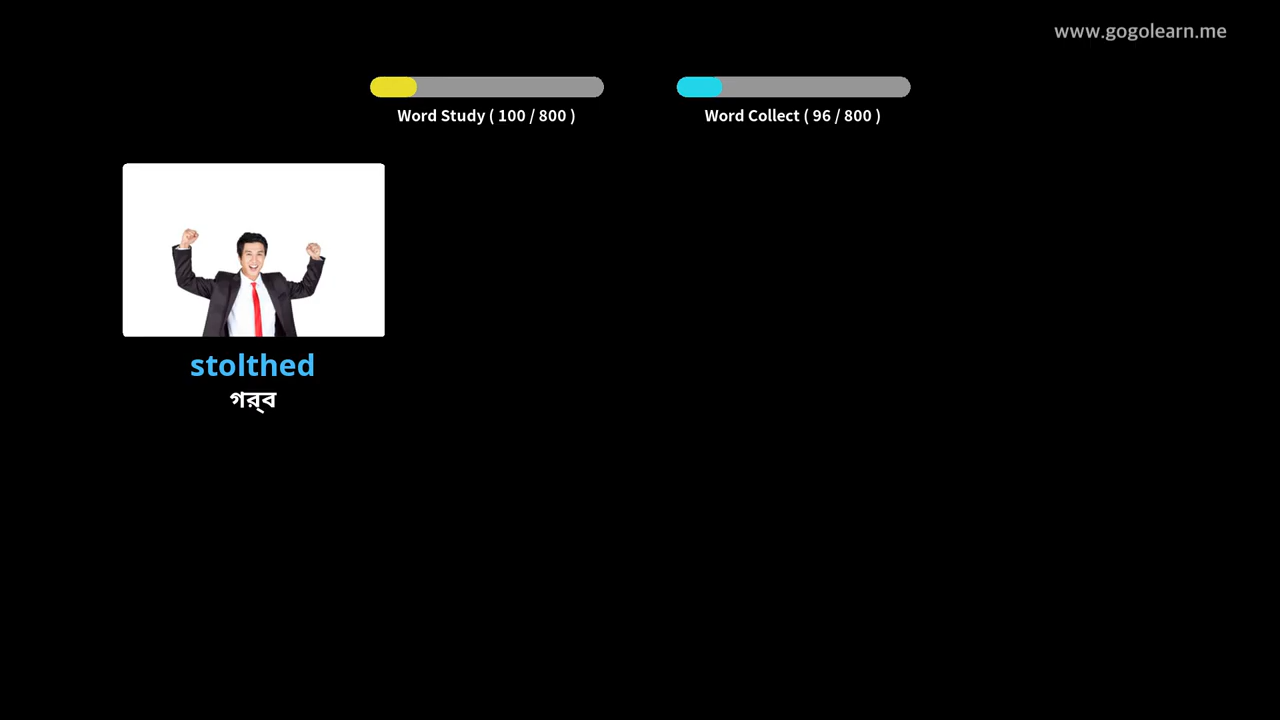 www.gogolearn.me
Word Study ( 100 / 800 )
Word Collect ( 96 / 800 )
stolthed
গর্‌ব